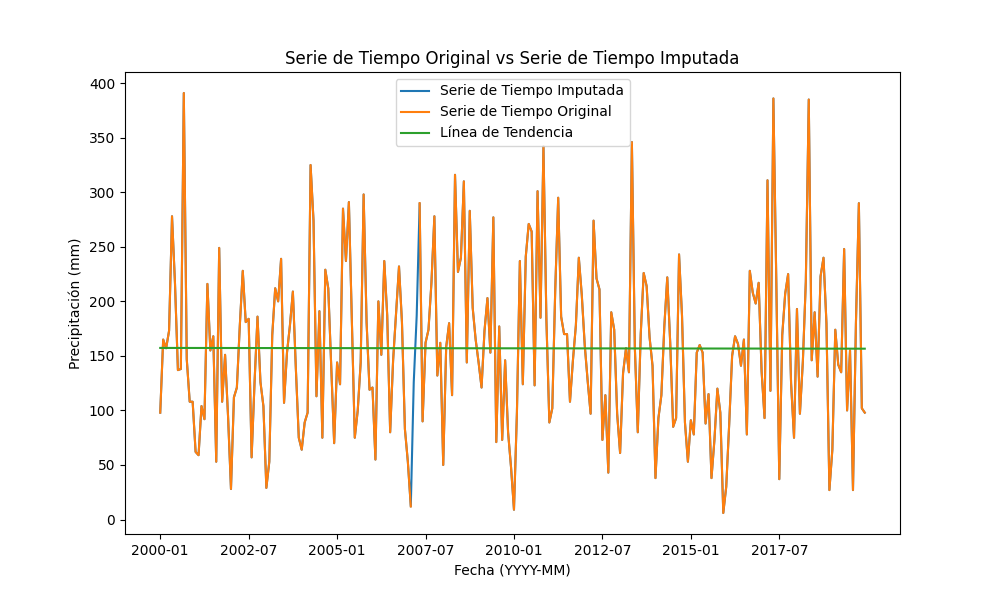 Serie de Tiempo Original vs Serie de Tiempo Imputada
Serie de Tiempo Imputada
Serie de Tiempo Original
Línea de Tendencia
400
350
300
250
200
150
100
50
0
Precipitación (mm)
2000-01 2002-07 2005-01 2007-07 2010-01 2012-07 2015-01 2017-07
Fecha (YYYY-MM)